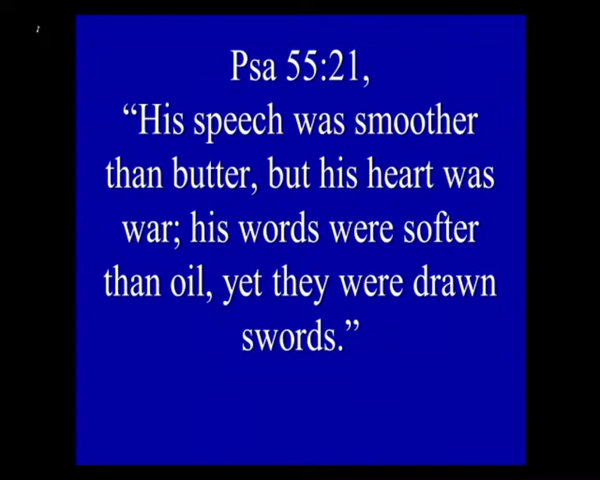 Psa 55:21,
“His speech was smoother
than butter, but his heart was
war; his words were softer
than oil, yet they were drawn
swords.”